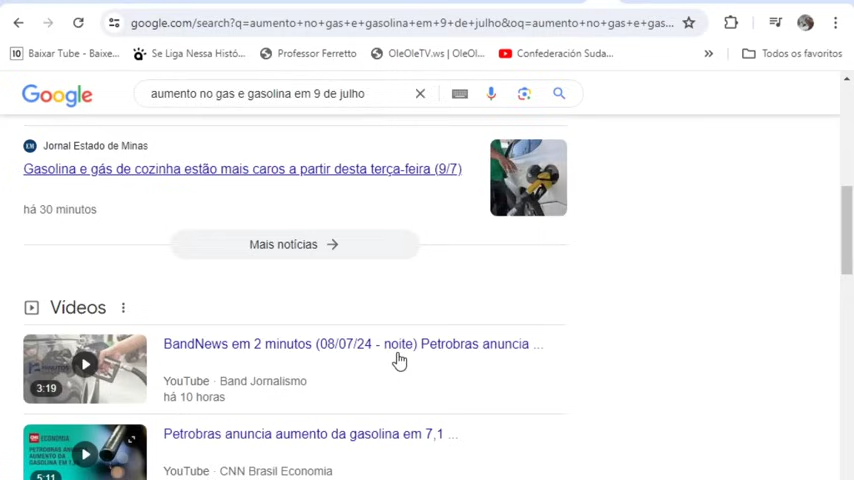 google.com/search?q=aumento+no+gas+e+gasolina+em+9+de+julho&oq=aumento+no+gas+e+gas...
Baixar Tube - Baixe...
Se Liga Nessa Histó...
Professor Ferretto
OleOleTV.ws | OleOl...
Confederación Suda...
»
Todos os favoritos
Google
aumento no gas e gasolina em 9 de julho
Jornal Estado de Minas
Gasolina e gás de cozinha estão mais caros a partir desta terça-feira (9/7)
há 30 minutos
Mais notícias
Vídeos
BandNews em 2 minutos (08/07/24 - noite) Petrobras anuncia ...
YouTube · Band Jornalismo
há 10 horas
3:19
Petrobras anuncia aumento da gasolina em 7,1 ...
YouTube · CNN Brasil Economia
ECONOMIA
5:11